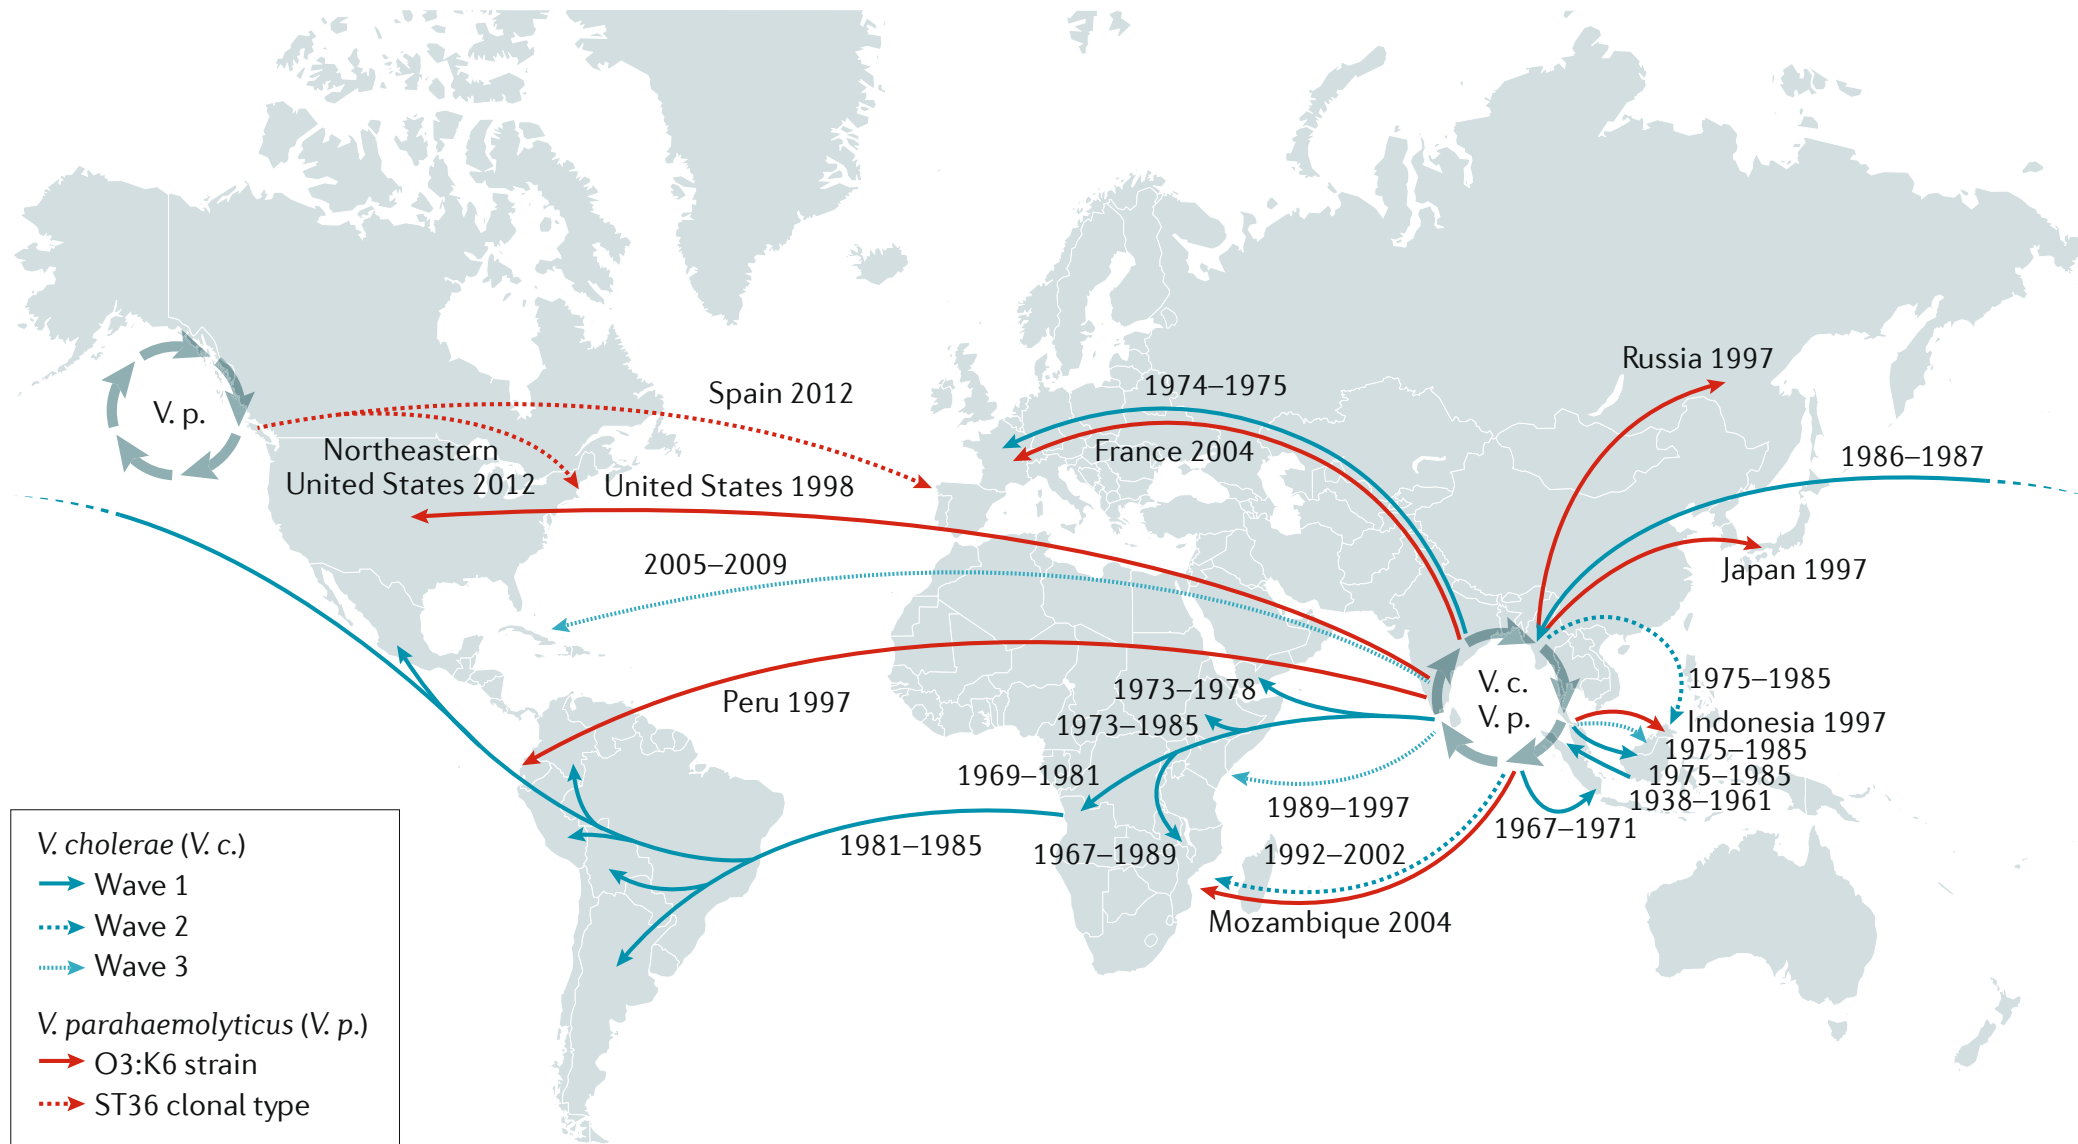 Russia 1997
1974–1975
Spain 2012
V. p.
Northeastern
United States 2012
France 2004
1986–1987
United States 1998
2005–2009
Japan 1997
Peru 1997
1973–1978
1973–1985
V. c.
V. p.
1975–1985
Indonesia 1997
1975–1985
1975–1985
1938–1961
1969–1981
1989–1997
1967–1971
1981–1985
1967–1989
1992–2002
Mozambique 2004
V. cholerae (V. c.)
Wave 1
Wave 2
Wave 3
V. parahaemolyticus (V. p.)
O3:K6 strain
ST36 clonal type